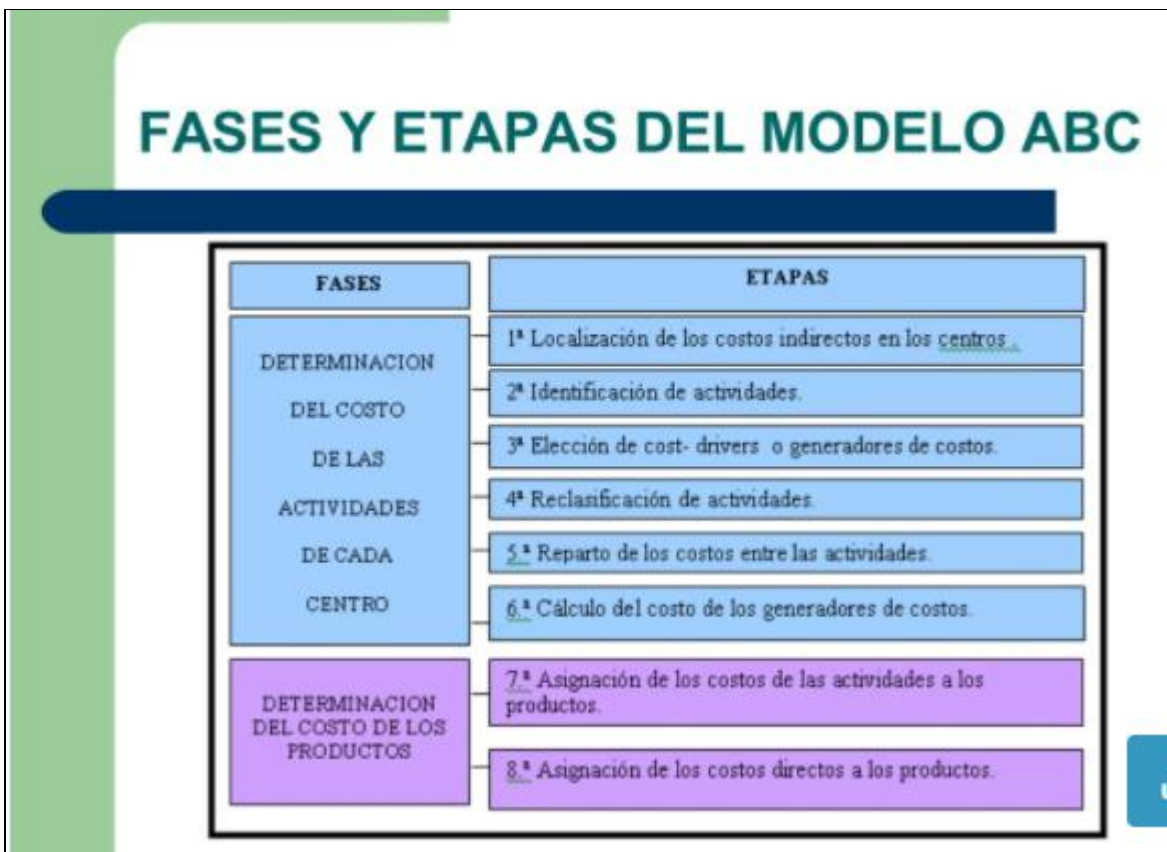 FASES Y ETAPAS DEL MODELO ABC
FASES
ETAPAS
DETERMINACION
DEL COSTO
DE LAS
ACTIVIDADES
DE CADA
CENTRO
1ª Localización de los costos indirectos en los centros .
2ª Identificación de actividades.
3ª Elección de cost- drivers o generadores de costos.
4ª Reclasificación de actividades.
5.ª Reparto de los costos entre las actividades.
6.ª Cálculo del costo de los generadores de costos.
DETERMINACION
DEL COSTO DE LOS
PRODUCTOS
7.ª Asignación de los costos de las actividades a los
productos.
8.ª Asignación de los costos directos a los productos.